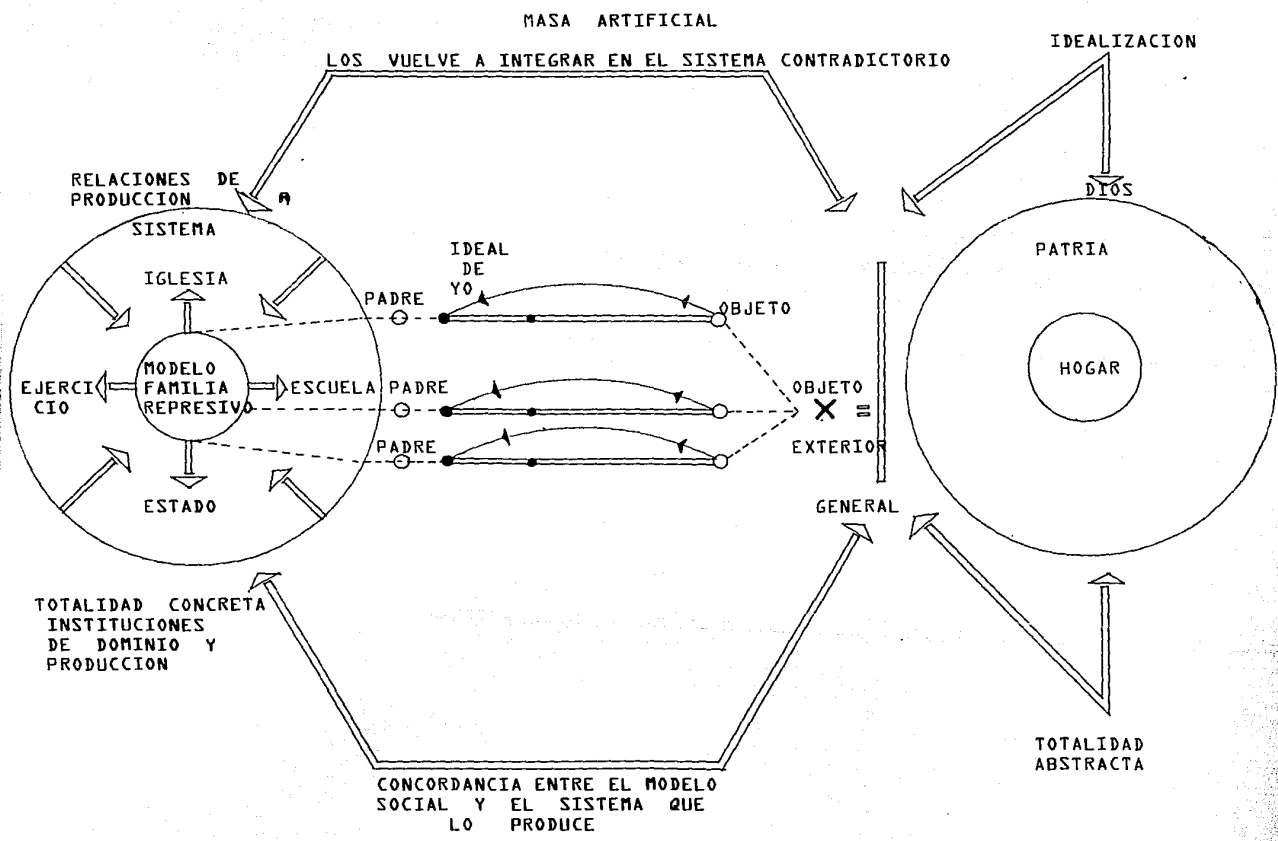 MASA ARTIFICIAL
LOS VUELVE A INTEGRAR EN EL SISTEMA CONTRADICTORIO
IDEALIZACION
RELACIONES DE
PRODUCCION A
SISTEMA
IGLESIA
MODELO
FAMILIA
REPRESIVO
EJERCI
CIO
ESCUELA
ESTADO
PADRE
IDEAL
DE
YO
OBJETO
PADRE
PADRE
OBJETO
X =
EXTERIOR
GENERAL
DIOS
PATRIA
HOGAR
TOTALIDAD CONCRETA
INSTITUCIONES
DE DOMINIO Y
PRODUCCION
CONCORDANCIA ENTRE EL MODELO
SOCIAL Y EL SISTEMA QUE
LO PRODUCE
TOTALIDAD
ABSTRACTA